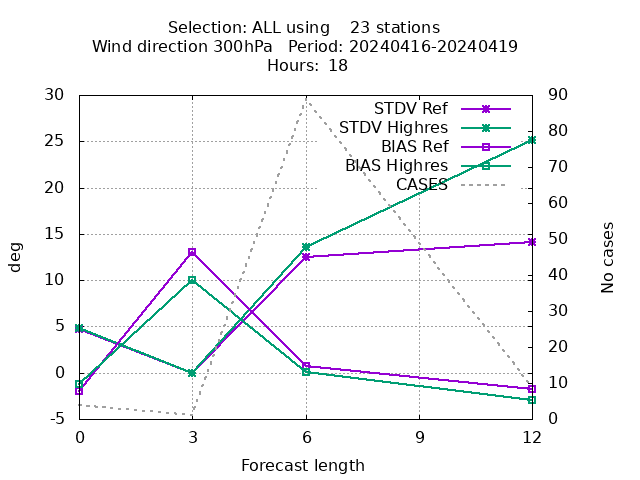 Selection: ALL using    23 stations
Wind direction 300hPa   Period: 20240416-20240419
Hours: 18
30
25
20
15
10
5
0
-5
90
80
70
60
50
40
30
20
10
0
STDV Ref
STDV Highres
BIAS Ref
BIAS Highres
CASES
deg
No cases
0
3
6
9
12
Forecast length